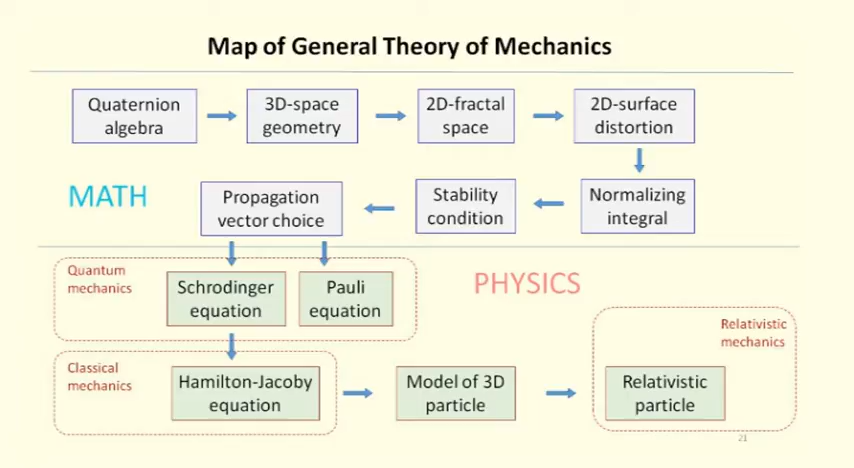 Map of General Theory of Mechanics
Quaternion
algebra
3D-space
geometry
2D-fractal
space
2D-surface
distortion
MATH
Propagation
vector choice
Stability
condition
Normalizing
integral
Quantum
mechanics
Schrodinger
equation
Pauli
equation
PHYSICS
Relativistic
mechanics
Classical
mechanics
Hamilton-Jacoby
equation
Model of 3D
particle
Relativistic
particle
21